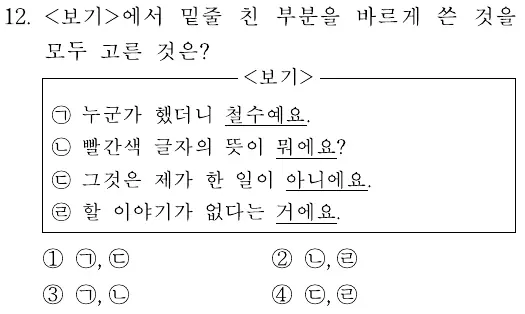 12. <보기>에서 밑줄 친 부분을 바르게 쓴 것을
모두 고른 것은?
<보기>
㉠ 누군가 했더니 철수예요.
㉡ 빨간색 글자의 뜻이 뭐에요?
㉢ 그것은 제가 한 일이 아니에요.
㉣ 할 이야기가 없다는 거에요.
① ㉠, ㉢ ② ㉡, ㉣
③ ㉠, ㉡ ④ ㉢, ㉣